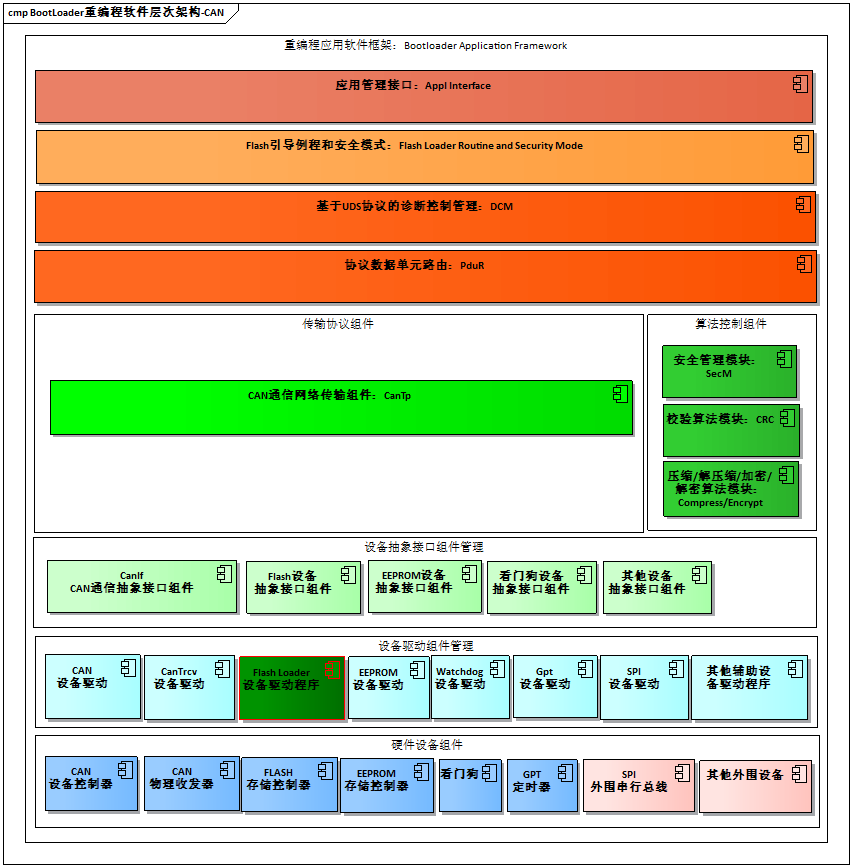 cmp BootLoader重编程软件层次架构-CAN
重编程应用软件框架：Bootloader Application Framework
应用管理接口：Appl Interface
Flash引导例程和安全模式：Flash Loader Routine and Security Mode
基于UDS协议的诊断控制管理：DCM
协议数据单元路由：PduR
传输协议组件
CAN通信网络传输组件：CanTp
算法控制组件
安全管理模块：
SecM
校验算法模块：CRC
压缩/解压缩/加密/
解密算法模块：
Compress/Encrypt
设备抽象接口组件管理
CanIf
CAN通信抽象接口组件
Flash设备
抽象接口组件
EEPROM设备
抽象接口组件
看门狗设备
抽象接口组件
其他设备
抽象接口组件
设备驱动组件管理
CAN
设备驱动
CanTrcv
设备驱动
Flash Loader
设备驱动程序
EEPROM
设备驱动
Watchdog
设备驱动
Gpt
设备驱动
SPI
设备驱动
其他辅助设
备驱动程序
硬件设备组件
CAN
设备控制器
CAN
物理收发器
FLASH
存储控制器
EEPROM
存储控制器
看门狗
GPT
定时器
SPI
外围串行总线
其他外围设备